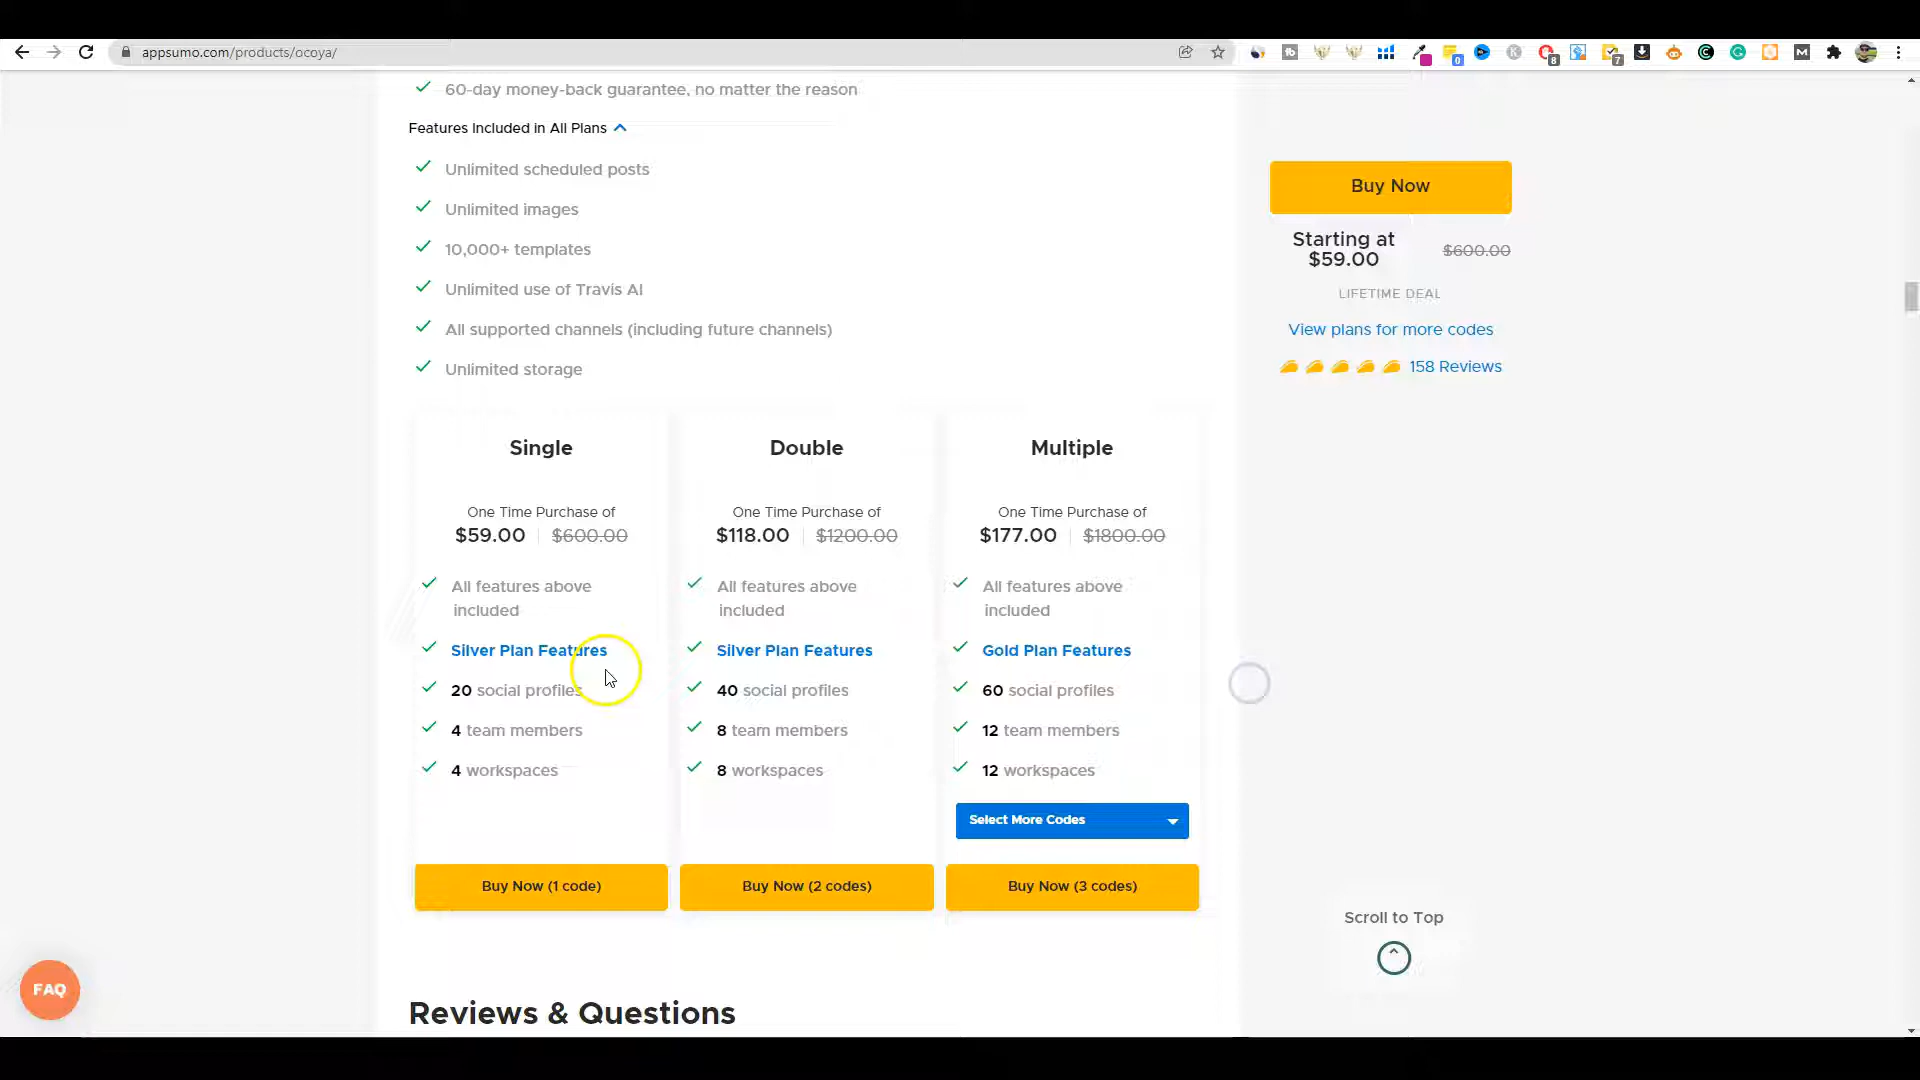 appsumo.com/products/ocoya/
0
8
7
60-day money-back guarantee, no matter the reason
Features Included in All Plans
Unlimited scheduled posts
Unlimited images
10,000+ templates
Unlimited use of Travis AI
All supported channels (including future channels)
Unlimited storage
Buy Now
Starting at
$59.00
$600.00
LIFETIME DEAL
View plans for more codes
158 Reviews
Single
One Time Purchase of
$59.00 $600.00
All features above
included
Silver Plan Features
20 social profiles
4 team members
4 workspaces
Buy Now (1 code)
Double
One Time Purchase of
$118.00 $1200.00
All features above
included
Silver Plan Features
40 social profiles
8 team members
8 workspaces
Buy Now (2 codes)
Multiple
One Time Purchase of
$177.00 $1800.00
All features above
included
Gold Plan Features
60 social profiles
12 team members
12 workspaces
Select More Codes
Buy Now (3 codes)
Scroll to Top
FAQ
Reviews & Questions